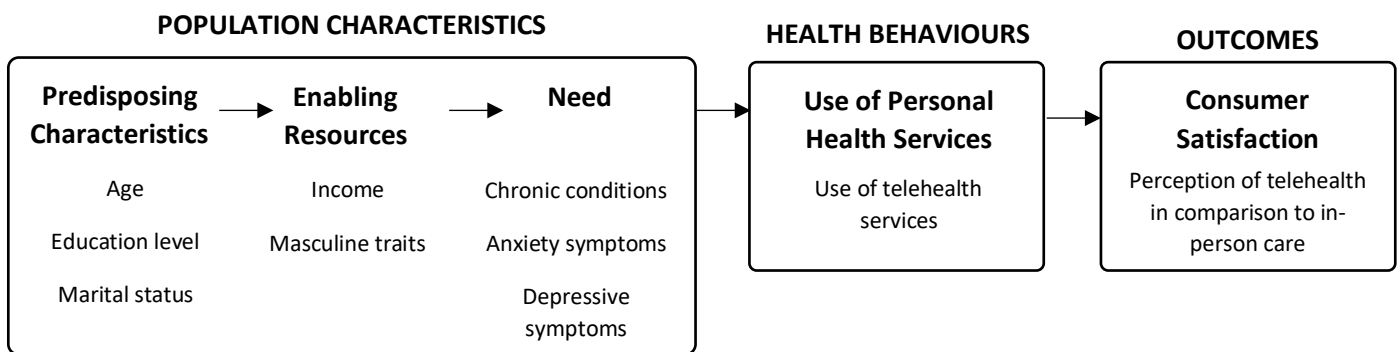 POPULATION CHARACTERISTICS
Predisposing
Characteristics
Age
Education level
Marital status
Enabling
Resources
Income
Masculine traits
Need
Chronic conditions
Anxiety symptoms
Depressive
symptoms
HEALTH BEHAVIOURS
Use of Personal
Health Services
Use of telehealth
services
OUTCOMES
Consumer
Satisfaction
Perception of telehealth
in comparison to in-
person care